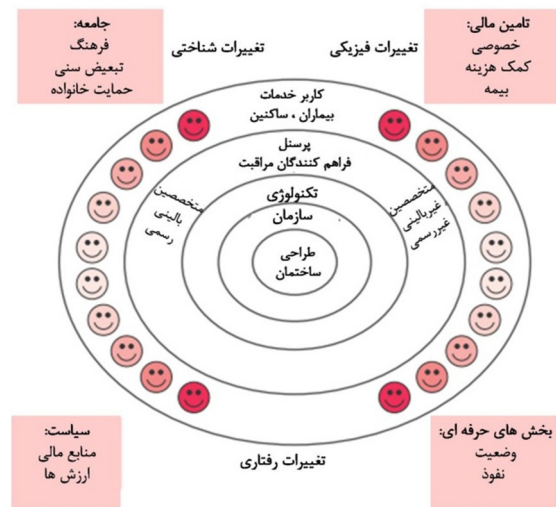 تامین مالی:
خصوصی
کمک هزینه
بیمه
تغییرات فیزیکی
تغییرات شناختی
جامعه:
فرهنگ
تبعیض سنی
حمایت خانواده
کاربر خدمات
بیماران ، ساکنین
پرسنل
فراهم کنندگان مراقبت
تکنولوژی
سازمان
طراحی
ساختمان
متخصصین
غیربالینی
غیررسمی
متخصصین
بالینی
رسمی
بخش های حرفه ای:
وضعیت
نفوذ
تغییرات رفتاری
سیاست:
منابع مالی
ارزش ها